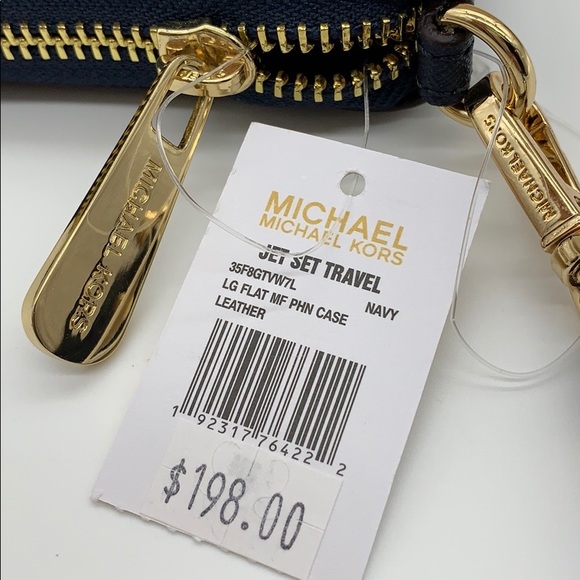 MICHAEL KORS
MICHAEL KORS
MICHAEL
MICHAEL KORS
JET SET TRAVEL
35F8GTVW7L NAVY
LG FLAT MF PHN CASE
LEATHER
1 92317 76422 2
$198.00